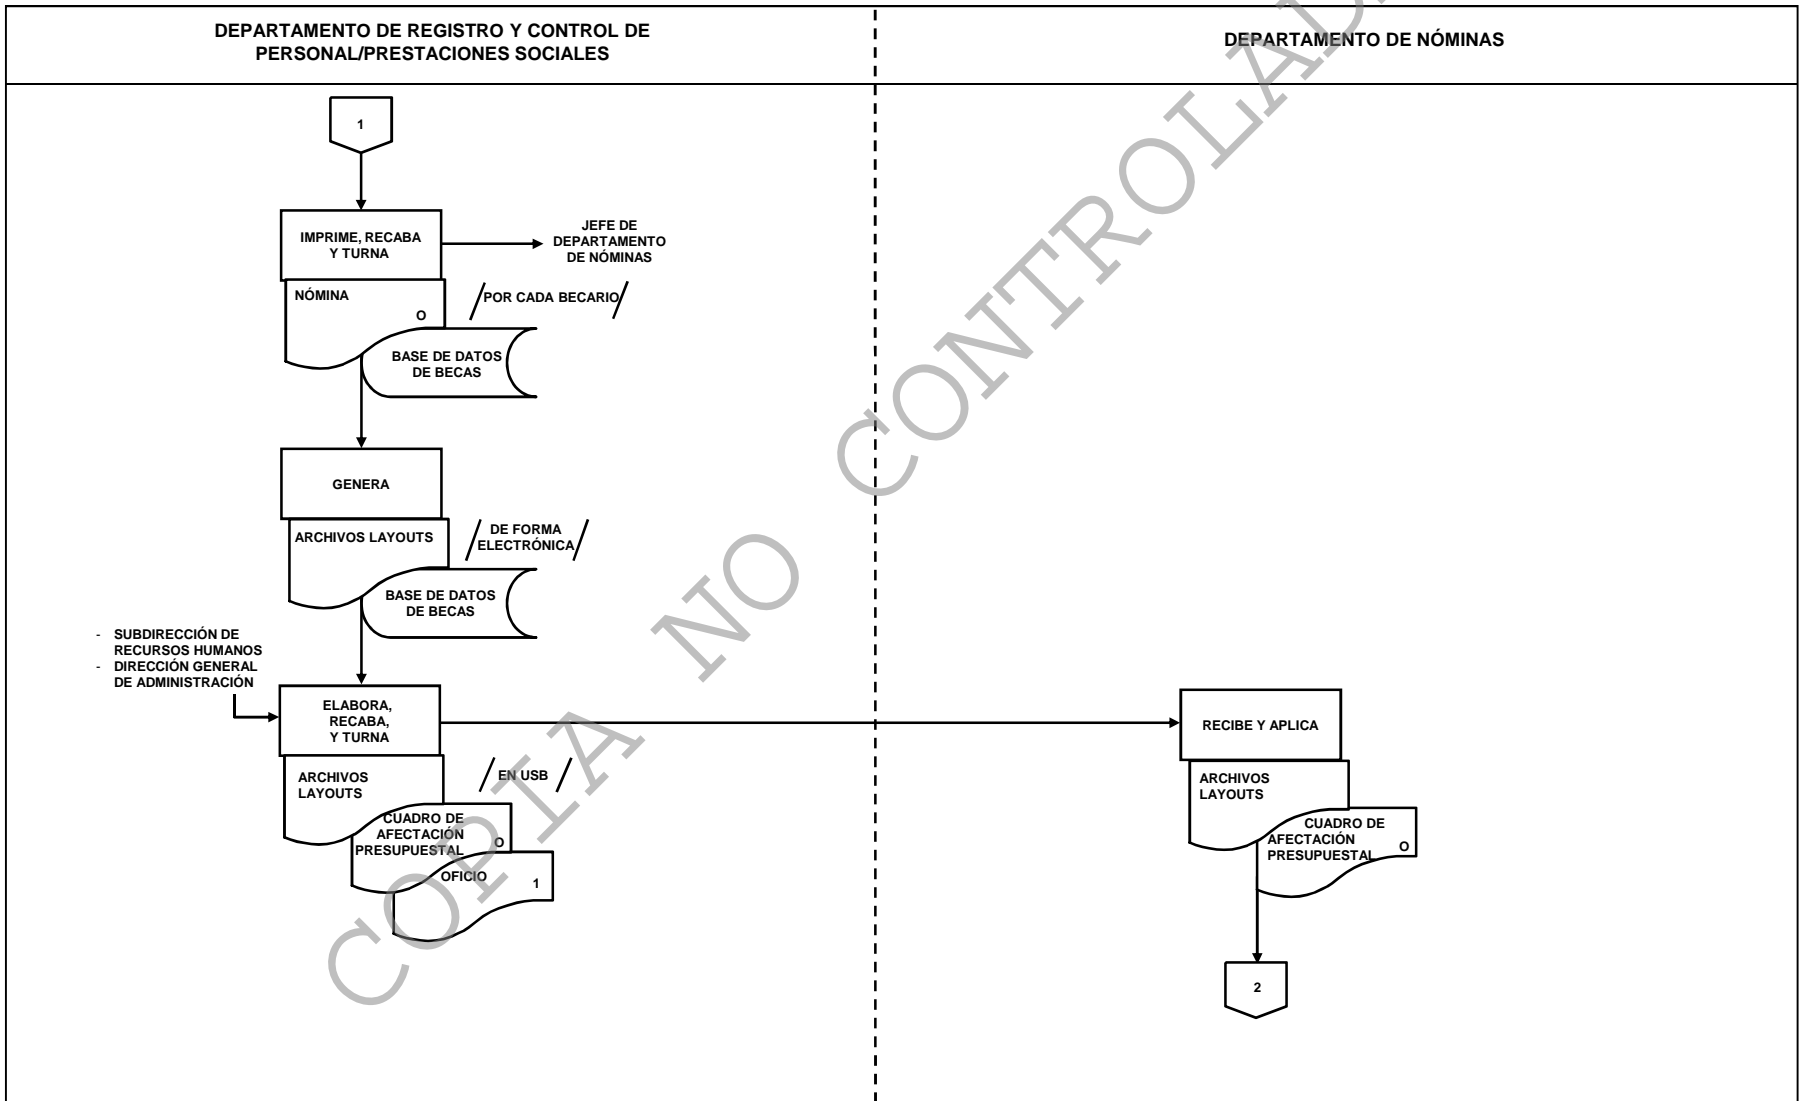 DEPARTAMENTO DE REGISTRO Y CONTROL DE
PERSONAL/PRESTACIONES SOCIALES
DEPARTAMENTO DE NÓMINAS
1
IMPRIME, RECABA
Y TURNA
JEFE DE
DEPARTAMENTO
DE NÓMINAS
NÓMINA
O
/POR CADA BECARIO/
BASE DE DATOS
DE BECAS
GENERA
ARCHIVOS LAYOUTS
/DE FORMA
ELECTRÓNICA/
BASE DE DATOS
DE BECAS
- SUBDIRECCIÓN DE
RECURSOS HUMANOS
- DIRECCIÓN GENERAL
DE ADMINISTRACIÓN
ELABORA,
RECABA,
Y TURNA
ARCHIVOS
LAYOUTS
/ EN USB /
CUADRO DE
AFECTACIÓN
PRESUPUESTAL
O
OFICIO
1
RECIBE Y APLICA
ARCHIVOS
LAYOUTS
CUADRO DE
AFECTACIÓN
PRESUPUESTAL
O
2
COPIA NO CONTROLAD